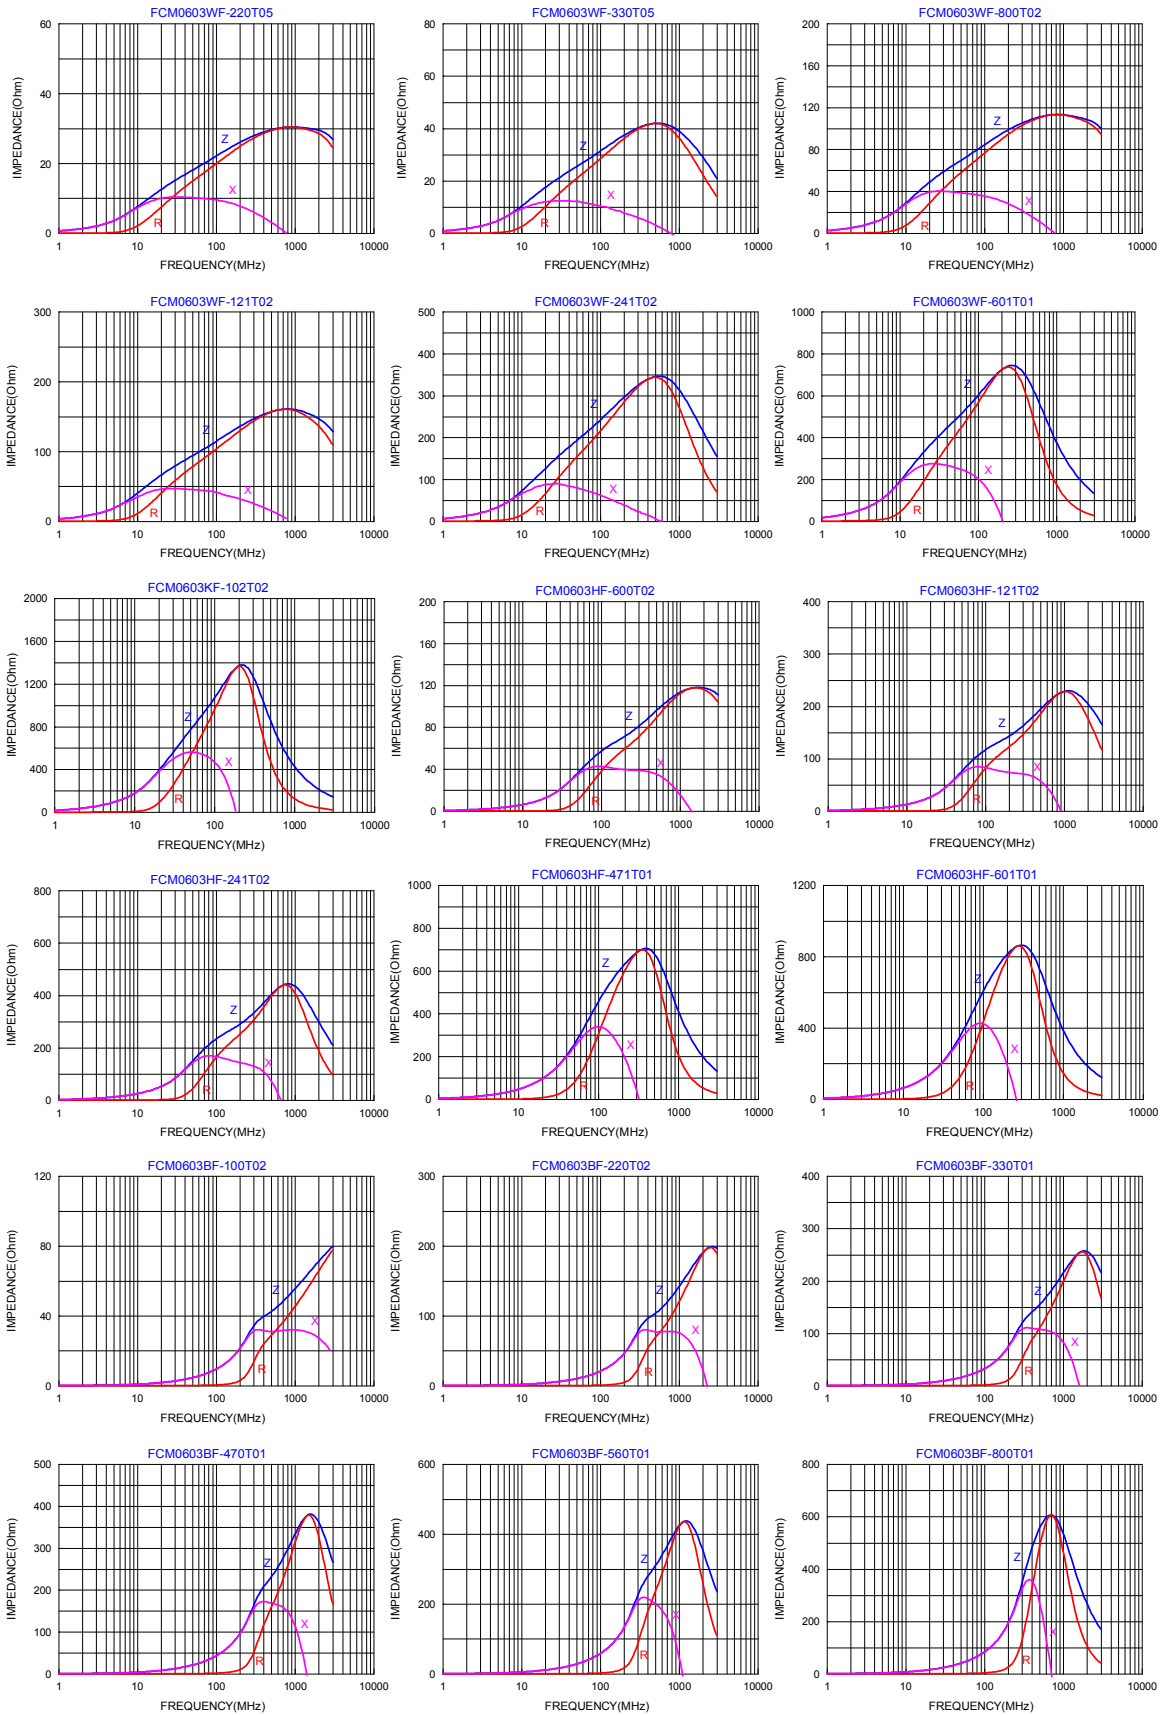 FCM0603WF-220T05
IMPEDANCE(Ohm)
60
40
20
0
Z
X
R
1
10
100
1000
10000
FREQUENCY(MHz)
FCM0603WF-330T05
IMPEDANCE(Ohm)
80
60
40
20
0
Z
X
R
1
10
100
1000
10000
FREQUENCY(MHz)
FCM0603WF-800T02
IMPEDANCE(Ohm)
200
160
120
80
40
0
Z
X
R
1
10
100
1000
10000
FREQUENCY(MHz)
FCM0603WF-121T02
IMPEDANCE(Ohm)
300
200
100
0
Z
X
R
1
10
100
1000
10000
FREQUENCY(MHz)
FCM0603WF-241T02
IMPEDANCE(Ohm)
500
400
300
200
100
0
Z
X
R
1
10
100
1000
10000
FREQUENCY(MHz)
FCM0603WF-601T01
IMPEDANCE(Ohm)
1000
800
600
400
200
0
Z
X
R
1
10
100
1000
10000
FREQUENCY(MHz)
FCM0603KF-102T02
IMPEDANCE(Ohm)
2000
1600
1200
800
400
0
Z
X
R
1
10
100
1000
10000
FREQUENCY(MHz)
FCM0603HF-600T02
IMPEDANCE(Ohm)
200
160
120
80
40
0
Z
X
R
1
10
100
1000
10000
FREQUENCY(MHz)
FCM0603HF-121T02
IMPEDANCE(Ohm)
400
300
200
100
0
Z
X
R
1
10
100
1000
10000
FREQUENCY(MHz)
FCM0603HF-241T02
IMPEDANCE(Ohm)
800
600
400
200
0
Z
X
R
1
10
100
1000
10000
FREQUENCY(MHz)
FCM0603HF-471T01
IMPEDANCE(Ohm)
1000
800
600
400
200
0
Z
X
R
1
10
100
1000
10000
FREQUENCY(MHz)
FCM0603HF-601T01
IMPEDANCE(Ohm)
1200
800
400
0
Z
X
R
1
10
100
1000
10000
FREQUENCY(MHz)
FCM0603BF-100T02
IMPEDANCE(Ohm)
120
80
40
0
Z
X
R
1
10
100
1000
10000
FREQUENCY(MHz)
FCM0603BF-220T02
IMPEDANCE(Ohm)
300
200
100
0
Z
X
R
1
10
100
1000
10000
FREQUENCY(MHz)
FCM0603BF-330T01
IMPEDANCE(Ohm)
400
300
200
100
0
Z
X
R
1
10
100
1000
10000
FREQUENCY(MHz)
FCM0603BF-470T01
IMPEDANCE(Ohm)
500
400
300
200
100
0
Z
X
R
1
10
100
1000
10000
FREQUENCY(MHz)
FCM0603BF-560T01
IMPEDANCE(Ohm)
600
400
200
0
Z
X
R
1
10
100
1000
10000
FREQUENCY(MHz)
FCM0603BF-800T01
IMPEDANCE(Ohm)
800
600
400
200
0
Z
X
R
1
10
100
1000
10000
FREQUENCY(MHz)